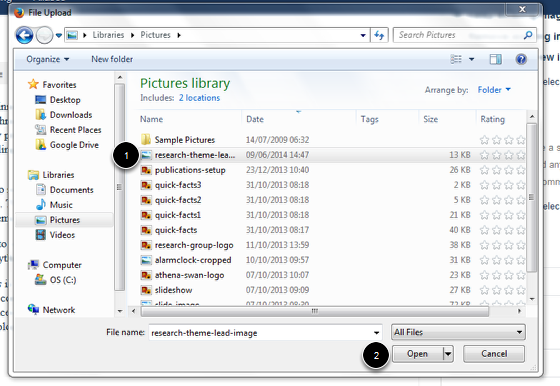 File Upload
Libraries Pictures
Search Pictures
Organize New folder
Pictures library
Includes: 2 locations
Arrange by: Folder
Name Date Tags Size Rating
Favorites
Desktop
Downloads
Recent Places
Google Drive
Libraries
Documents
Music
Pictures
Videos
Computer
OS (C:)
Network
Sample Pictures 14/07/2009 06:32
1
research-theme-lea... 09/06/2014 14:47 13 KB
publications-setup 23/12/2013 10:40 26 KB
quick-facts3 31/10/2013 08:18 2 KB
quick-facts2 31/10/2013 08:18 5 KB
quick-facts1 31/10/2013 08:18 21 KB
quick-facts 31/10/2013 08:17 40 KB
research-group-logo 11/10/2013 13:59 38 KB
alarmclock-cropped 10/10/2013 09:57 31 KB
athena-swan-logo 07/10/2013 10:07 23 KB
slideshow 07/10/2013 09:09 27 KB
slide_image 07/10/2013 08:39 72 KB
File name: research-theme-lead-image All Files
2
Open Cancel